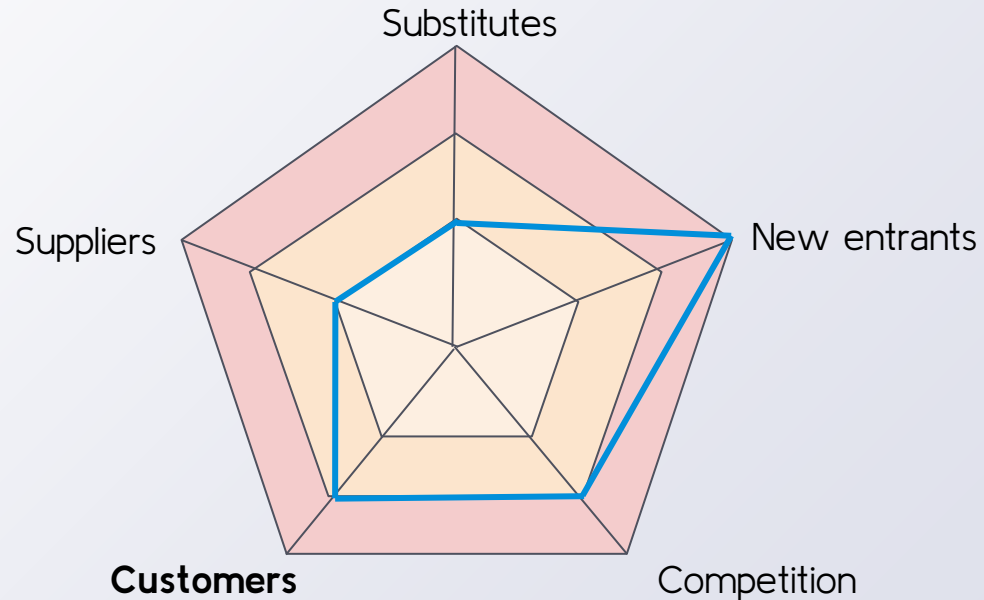 Substitutes
Suppliers
New entrants
Customers
Competition